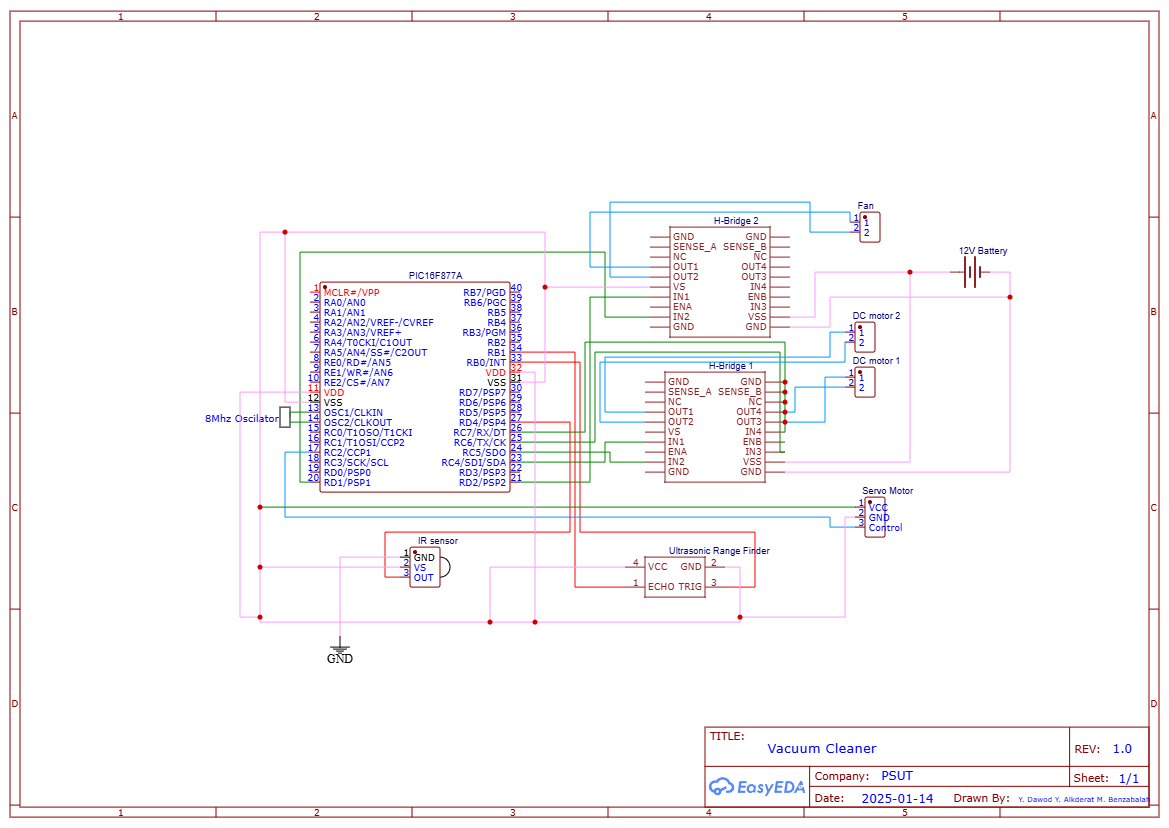 1 2 3 4 5
A A
B B
C C
D D
Fan
1 1
2 2
H-Bridge 2
GND GND
SENSE_A SENSE_B
NC NC
OUT1 OUT4
OUT2 OUT3
VS IN4
IN1 ENB
ENA IN3
IN2 VSS
GND GND
12V Battery
DC motor 2
1 1
2 2
DC motor 1
1 1
2 2
H-Bridge 1
GND GND
SENSE_A SENSE_B
NC NC
OUT1 OUT4
OUT2 OUT3
VS IN4
IN1 ENB
ENA IN3
IN2 VSS
GND GND
PIC16F877A
1 MCLR#/VPP RB7/PGD 40
2 RA0/AN0 RB6/PGC 39
3 RA1/AN1 RB5 38
4 RA2/AN2/VREF-/CVREF RB4 37
5 RA3/AN3/VREF+ RB3/PGM 36
6 RA4/T0CKI/C1OUT RB2 35
7 RA5/AN4/SS#/C2OUT RB1 34
8 RE0/RD#/AN5 RB0/INT 33
9 RE1/WR#/AN6 VDD 32
10 RE2/CS#/AN7 VSS 31
11 VDD RD7/PSP7 30
12 VSS RD6/PSP6 29
13 OSC1/CLKIN RD5/PSP5 28
14 OSC2/CLKOUT RD4/PSP4 27
15 RC0/T1OSO/T1CKI RC7/RX/DT 26
16 RC1/T1OSI/CCP2 RC6/TX/CK 25
17 RC2/CCP1 RC5/SDO 24
18 RC3/SCK/SCL RC4/SDI/SDA 23
19 RD0/PSP0 RD3/PSP3 22
20 RD1/PSP1 RD2/PSP2 21
8Mhz Oscilator
Servo Motor
1 VCC
2 GND
3 Control
IR sensor
1 GND
2 VS
3 OUT
Ultrasonic Range Finder
4 VCC GND 2
1 ECHO TRIG 3
GND
TITLE:
Vacuum Cleaner
REV: 1.0
EasyEDA
Company: PSUT
Sheet: 1/1
Date: 2025-01-14 Drawn By: Y. Dawod Y. Alkderat M. Benzabalah
1 2 3 4 5